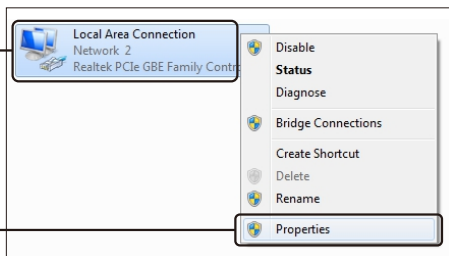 Local Area Connection
Network 2
Realtek PCIe GBE Family Contr
Disable
Status
Diagnose
Bridge Connections
Create Shortcut
Delete
Rename
Properties